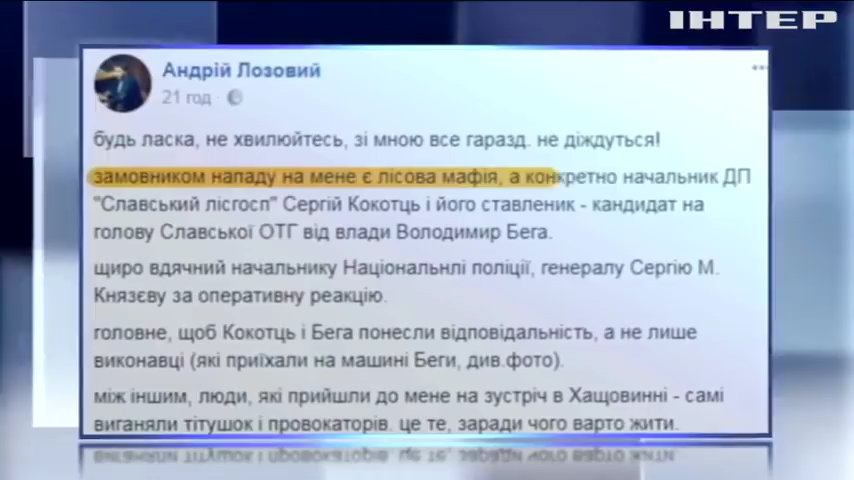 ІНТЕР
Андрій Лозовий
21 год
будь ласка, не хвилюйтесь, зі мною все гаразд. не діждуться!
замовником нападу на мене є лісова мафія, а конкретно начальник ДП
"Славський лісгосп" Сергій Кокотць і його ставленик - кандидат на
голову Славської ОТГ від влади Володимир Бега.
щиро вдячний начальнику Національнлі поліції, генералу Сергію М.
Князєву за оперативну реакцію.
головне, щоб Кокотць і Бега понесли відповідальність, а не лише
виконавці (які приїхали на машині Беги, див.фото).
між іншим, люди, які прийшли до мене на зустріч в Хащовинні - самі
виганяли тітушок і провокаторів. це те, заради чого варто жити.